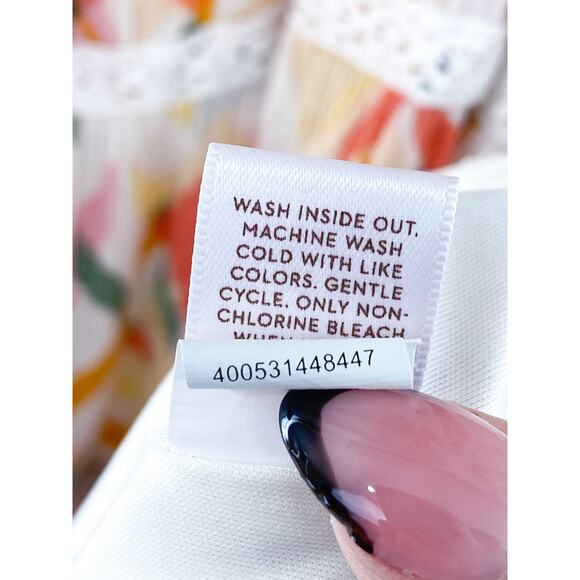 WASH INSIDE OUT.
MACHINE WASH
COLD WITH LIKE
COLORS. GENTLE
CYCLE. ONLY NON-
CHLORINE BLEACH
400531448447